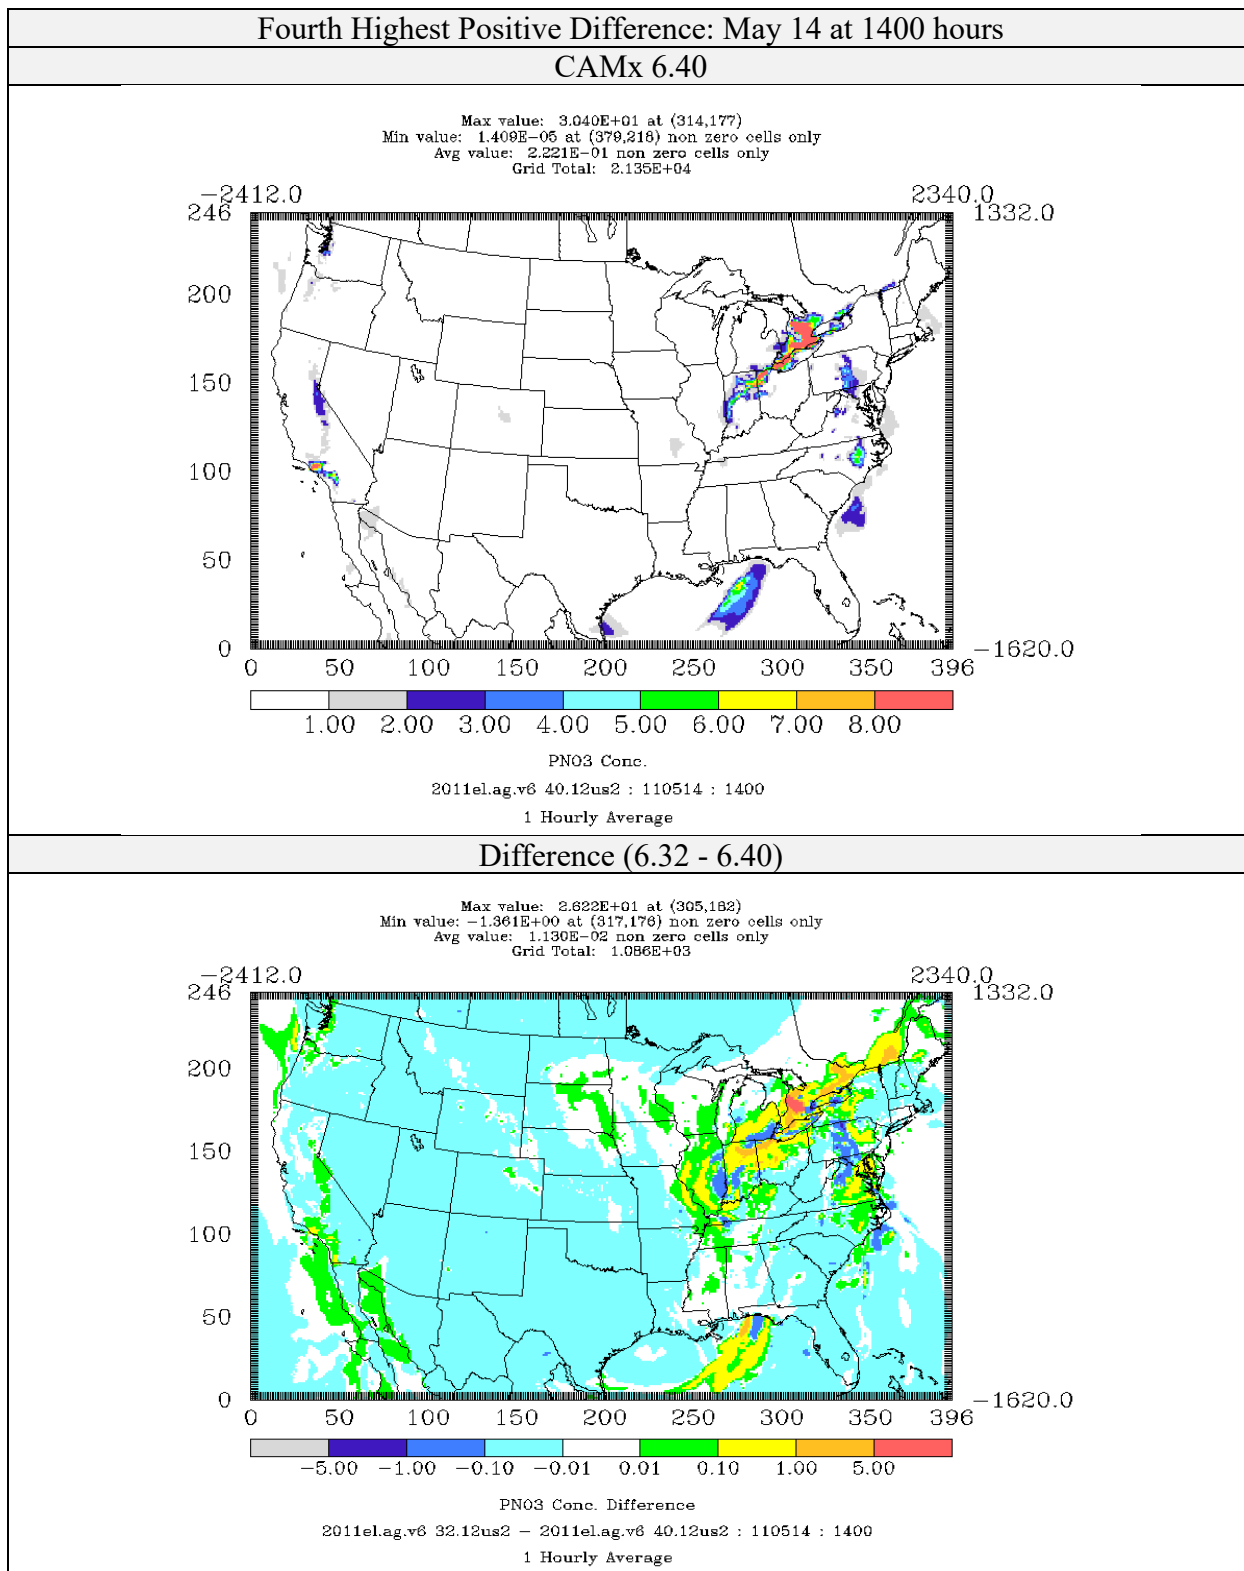 Fourth Highest Positive Difference: May 14 at 1400 hours
CAMx 6.40
Max value: 3.040E+01 at (314,177)
Min value: 1.409E-05 at (379,218) non zero cells only
Avg value: 2.221E-01 non zero cells only
Grid Total: 2.135E+04
-2412.0 2340.0
246 1332.0
200
150
100
50
0 -1620.0
0 50 100 150 200 250 300 350 396
1.00 2.00 3.00 4.00 5.00 6.00 7.00 8.00
PNO3 Conc.
2011el.ag.v6 40.12us2 : 110514 : 1400
1 Hourly Average
Difference (6.32 - 6.40)
Max value: 2.622E+01 at (305,182)
Min value: -1.361E+00 at (317,176) non zero cells only
Avg value: 1.130E-02 non zero cells only
Grid Total: 1.086E+03
-2412.0 2340.0
246 1332.0
200
150
100
50
0 -1620.0
0 50 100 150 200 250 300 350 396
-5.00 -1.00 -0.10 -0.01 0.01 0.10 1.00 5.00
PNO3 Conc. Difference
2011el.ag.v6 32.12us2 - 2011el.ag.v6 40.12us2 : 110514 : 1400
1 Hourly Average